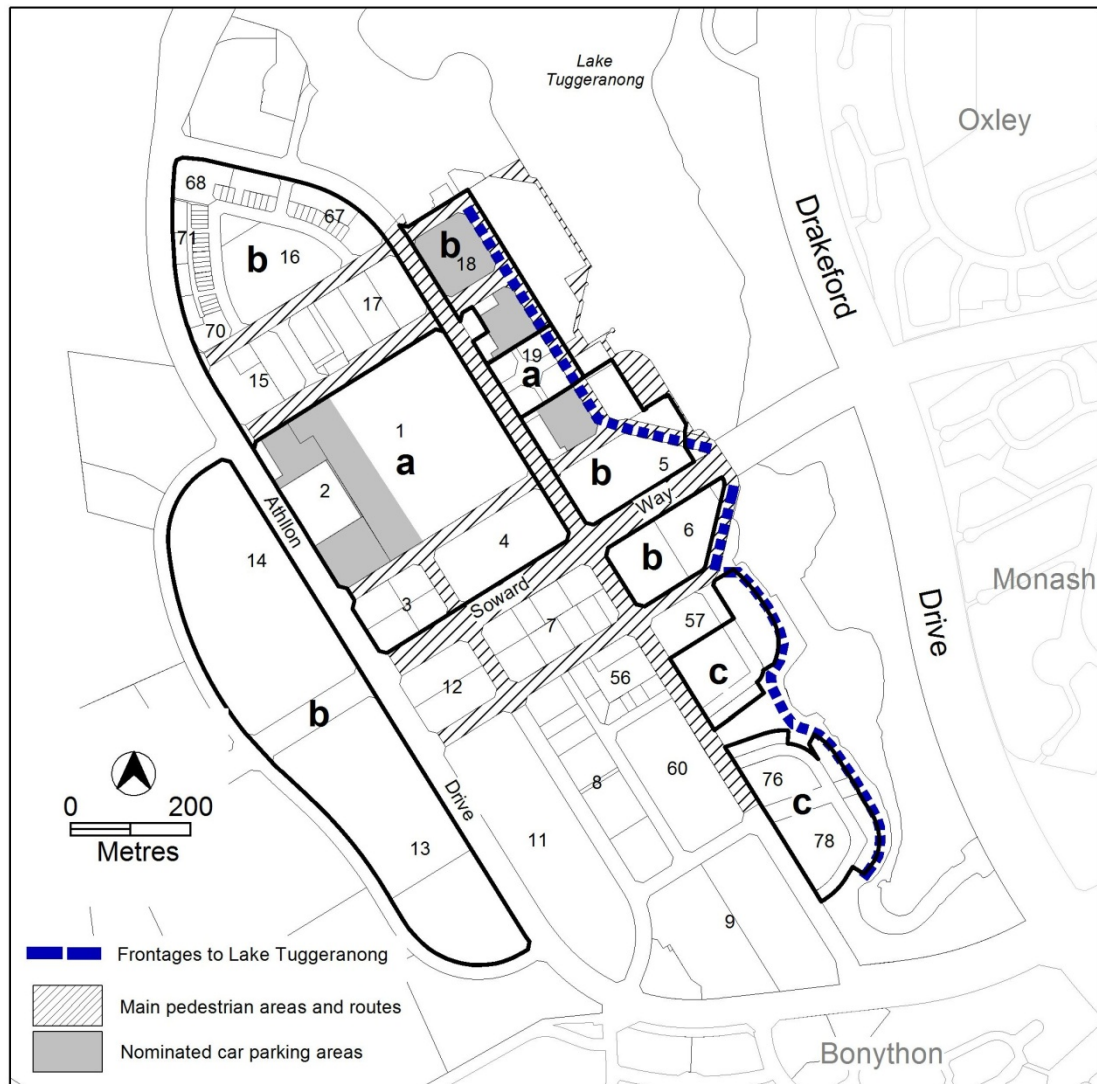 Lake
Tuggeranong
Oxley
68
67
71
b
16
b
18
Drakeford
17
70
19
15
a
1
a
2
b
5
Way
6
Athllon
14
4
b
Monash
3
Soward
7
57
Drive
56
c
12
b
8
60
76
c
0
200
Metres
Drive
13
11
78
9
Frontages to Lake Tuggeranong
Main pedestrian areas and routes
Nominated car parking areas
Bonython